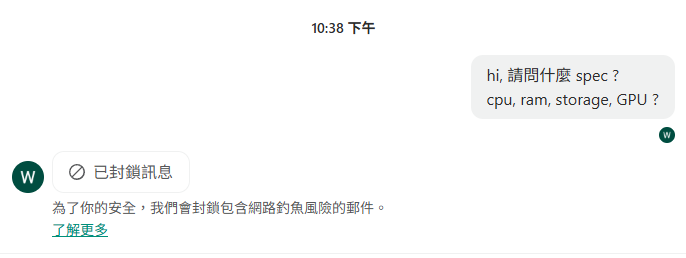 10:38 下午
hi, 請問什麼 spec ?
cpu, ram, storage, GPU ?
W
W
已封鎖訊息
為了你的安全，我們會封鎖包含網路釣魚風險的郵件。
了解更多